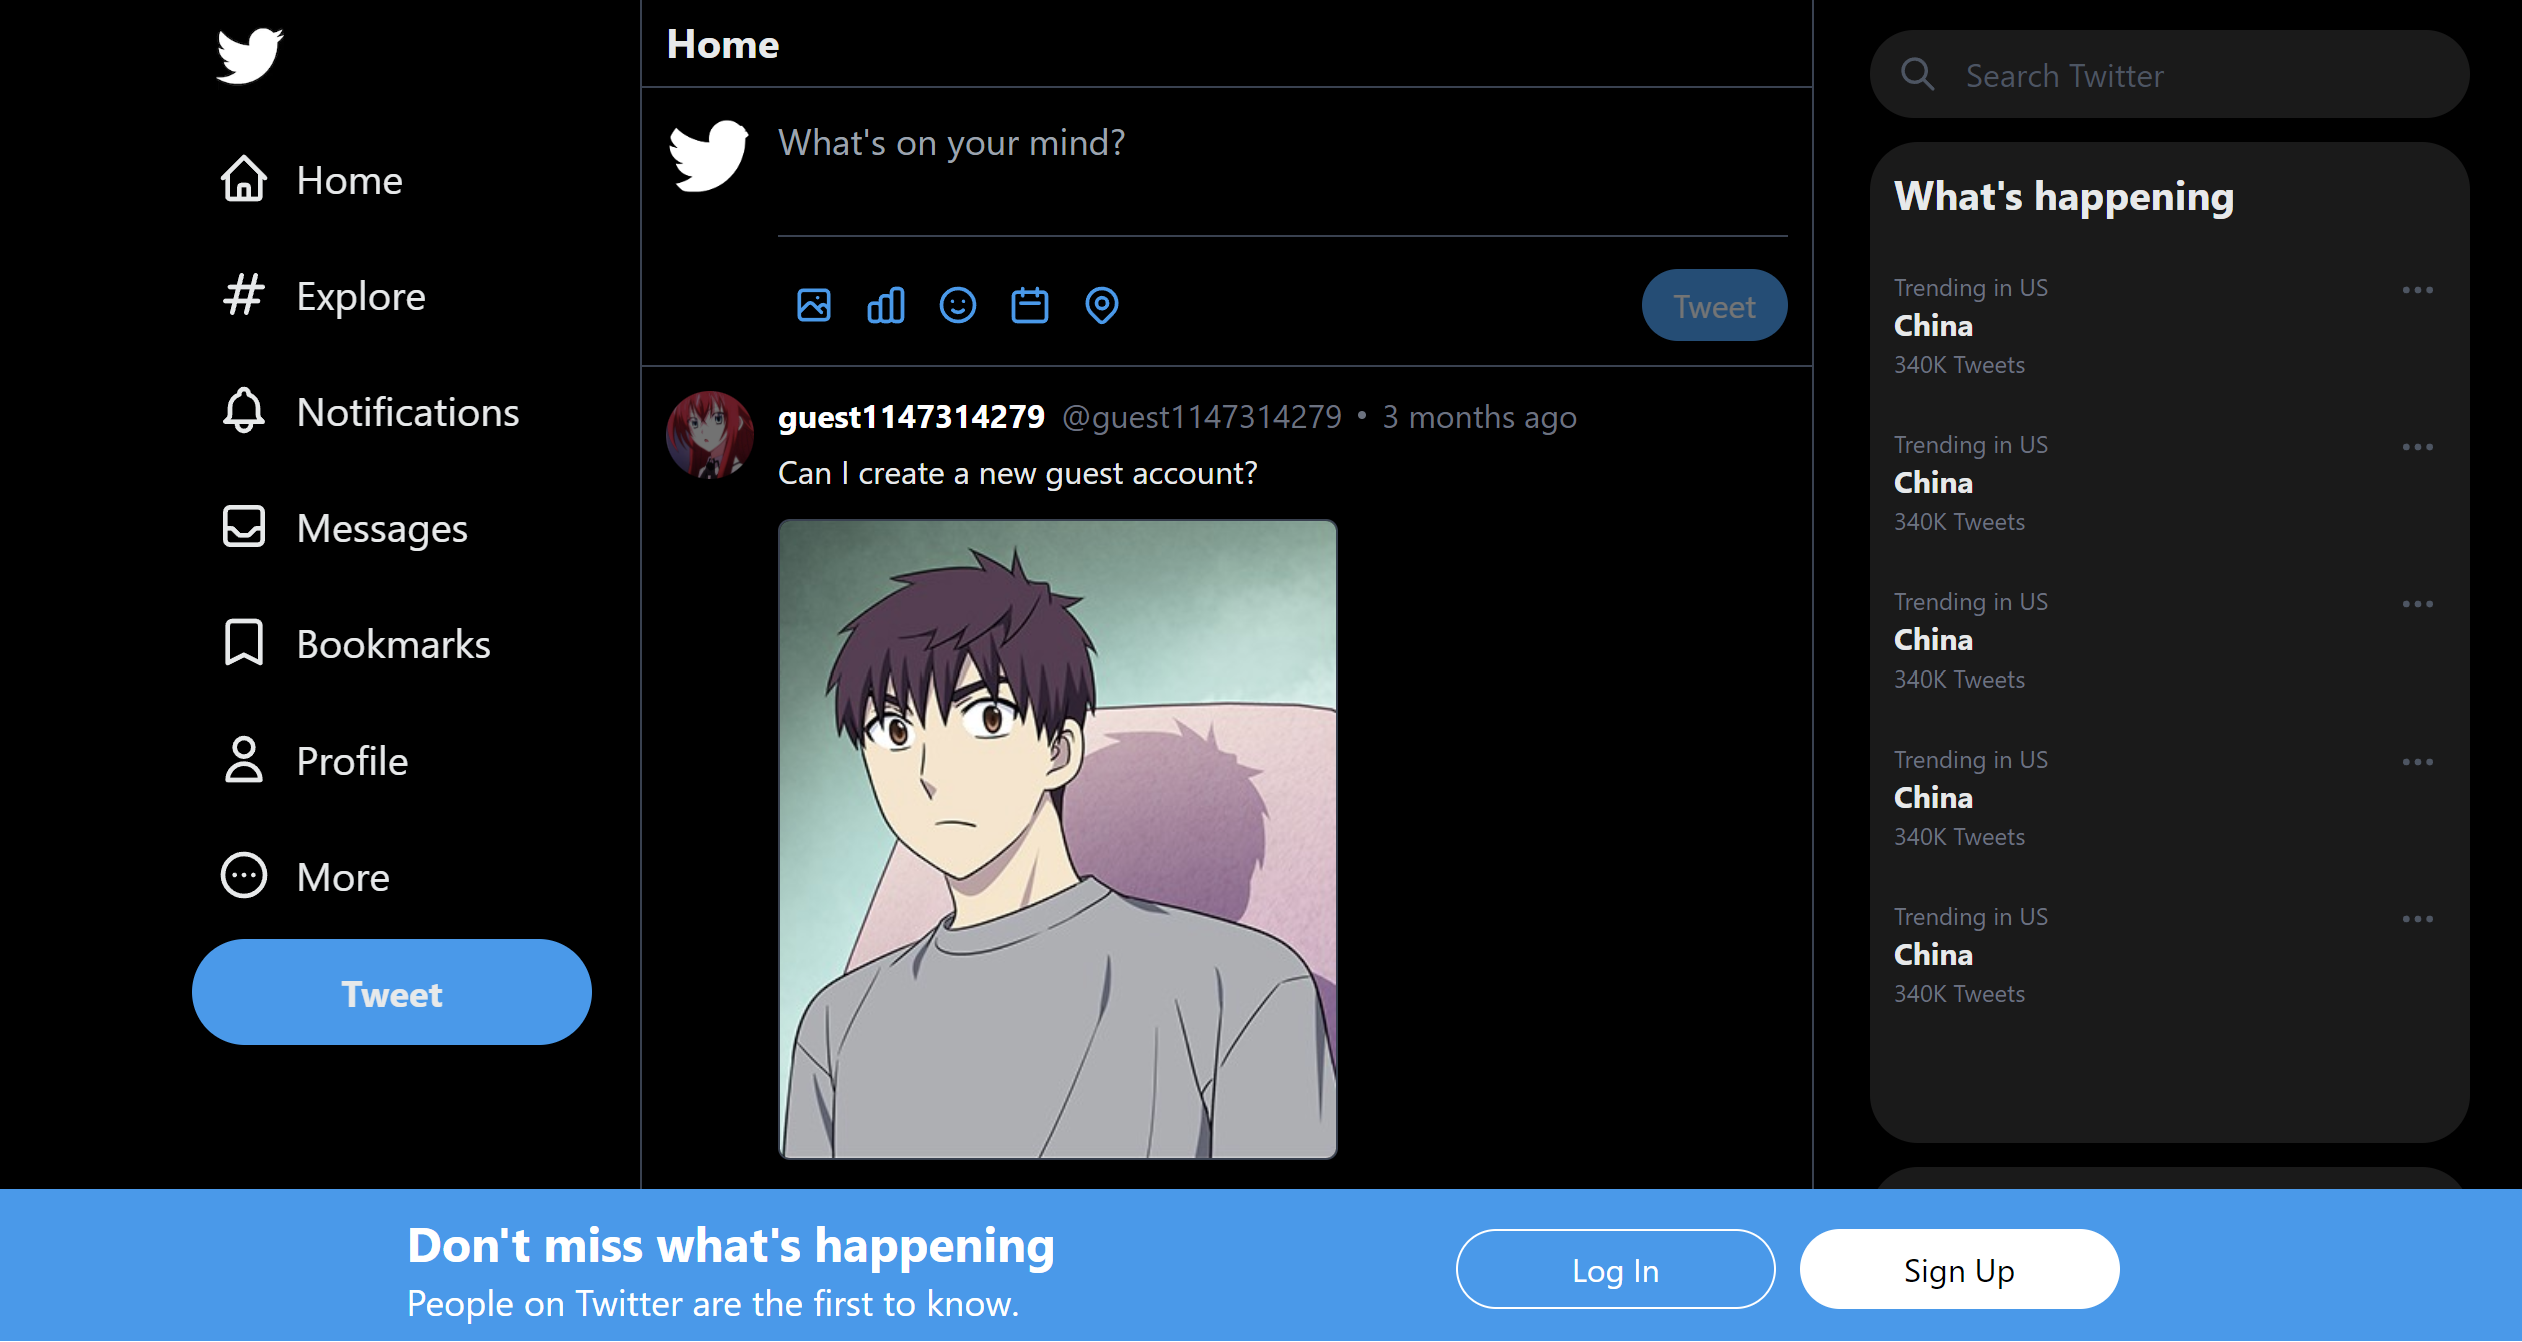 Home
Explore
Notifications
Messages
Bookmarks
Profile
More
Tweet
Home
What's on your mind?
Tweet
guest1147314279 @guest1147314279 • 3 months ago
Can I create a new guest account?
Search Twitter
What's happening
Trending in US
China
340K Tweets
Trending in US
China
340K Tweets
Trending in US
China
340K Tweets
Trending in US
China
340K Tweets
Trending in US
China
340K Tweets
Don't miss what's happening
People on Twitter are the first to know.
Log In
Sign Up